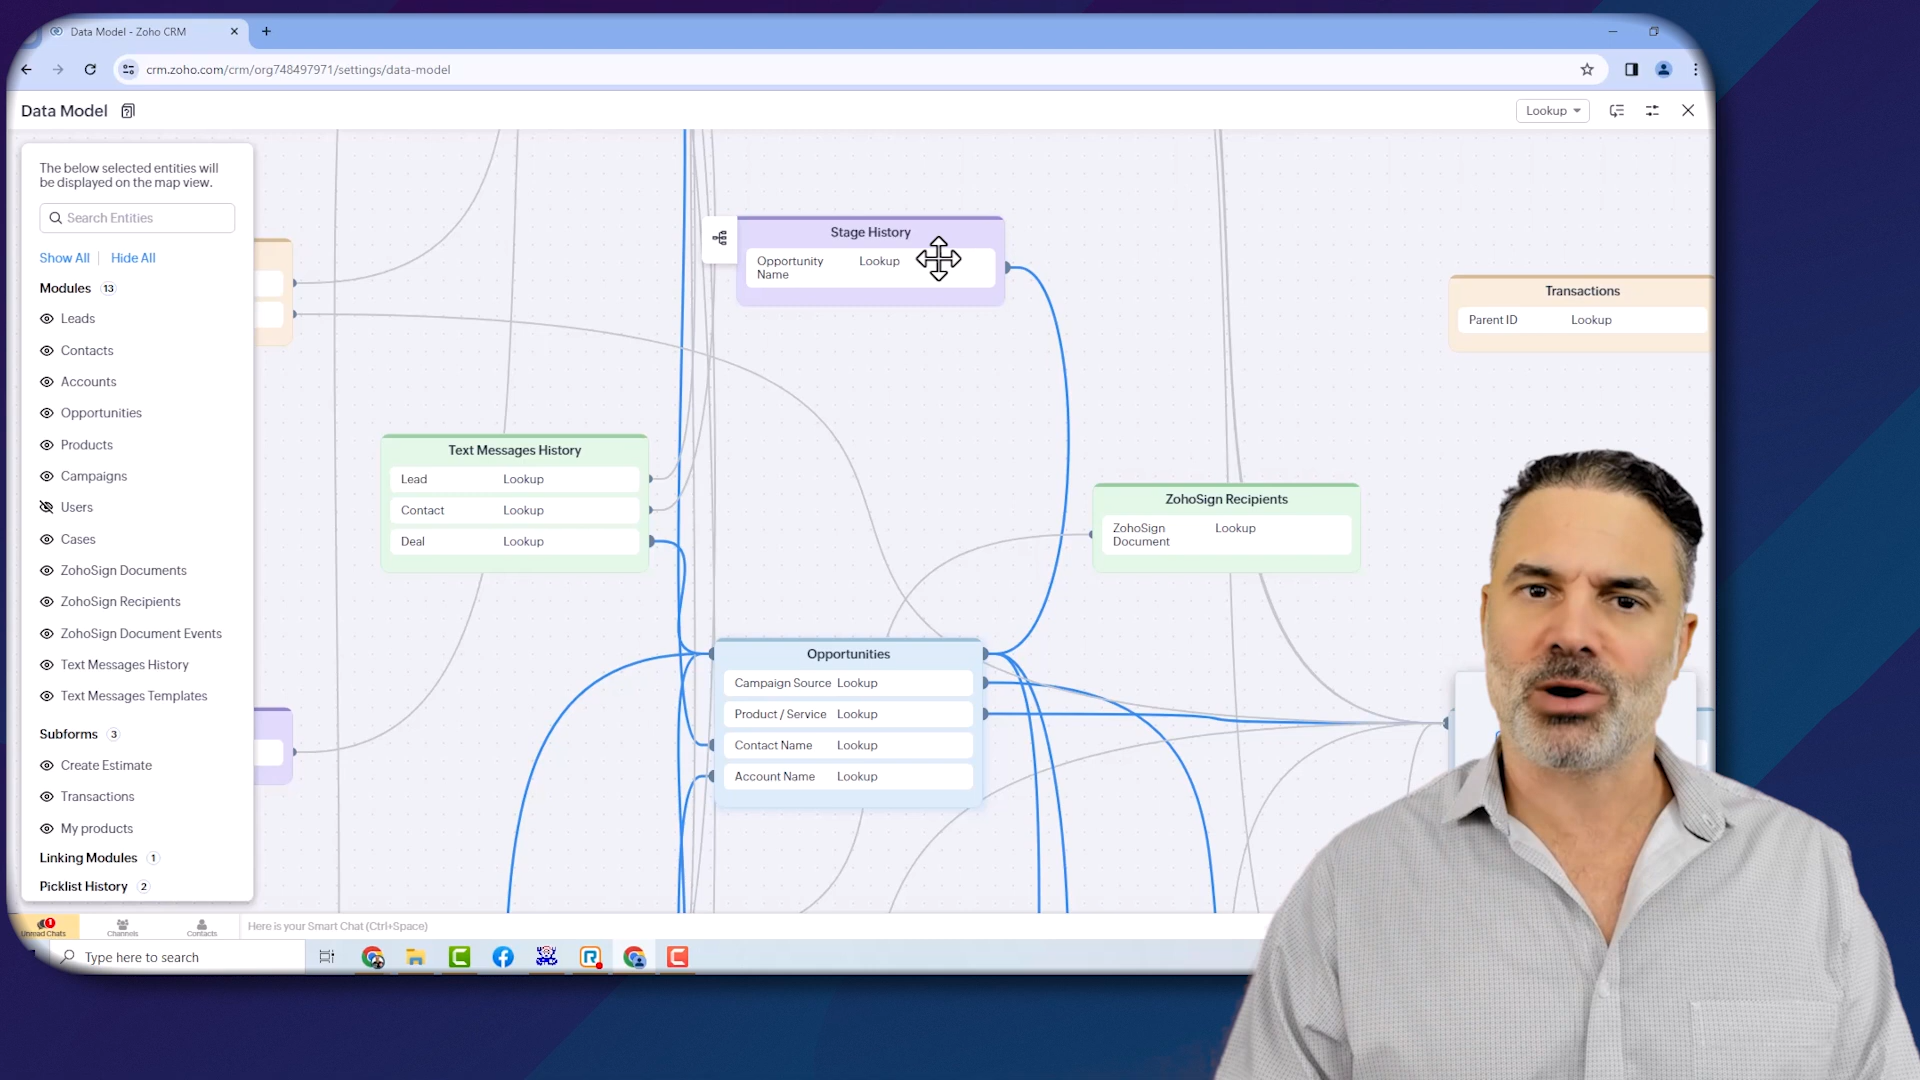 Data Model - Zoho CRM
crm.zoho.com/crm/org748497971/settings/data-model
Data Model
Lookup
The below selected entities will
be displayed on the map view.
Search Entities
Show All | Hide All
Modules 13
Leads
Contacts
Accounts
Opportunities
Products
Campaigns
Users
Cases
ZohoSign Documents
ZohoSign Recipients
ZohoSign Document Events
Text Messages History
Text Messages Templates
Subforms 3
Create Estimate
Transactions
My products
Linking Modules 1
Picklist History 2
Stage History
Opportunity Name Lookup
Transactions
Parent ID Lookup
Text Messages History
Lead Lookup
Contact Lookup
Deal Lookup
ZohoSign Recipients
ZohoSign Document Lookup
Opportunities
Campaign Source Lookup
Product / Service Lookup
Contact Name Lookup
Account Name Lookup
1
Unread Chats
Channels
Contacts
Here is your Smart Chat (Ctrl+Space)
Type here to search